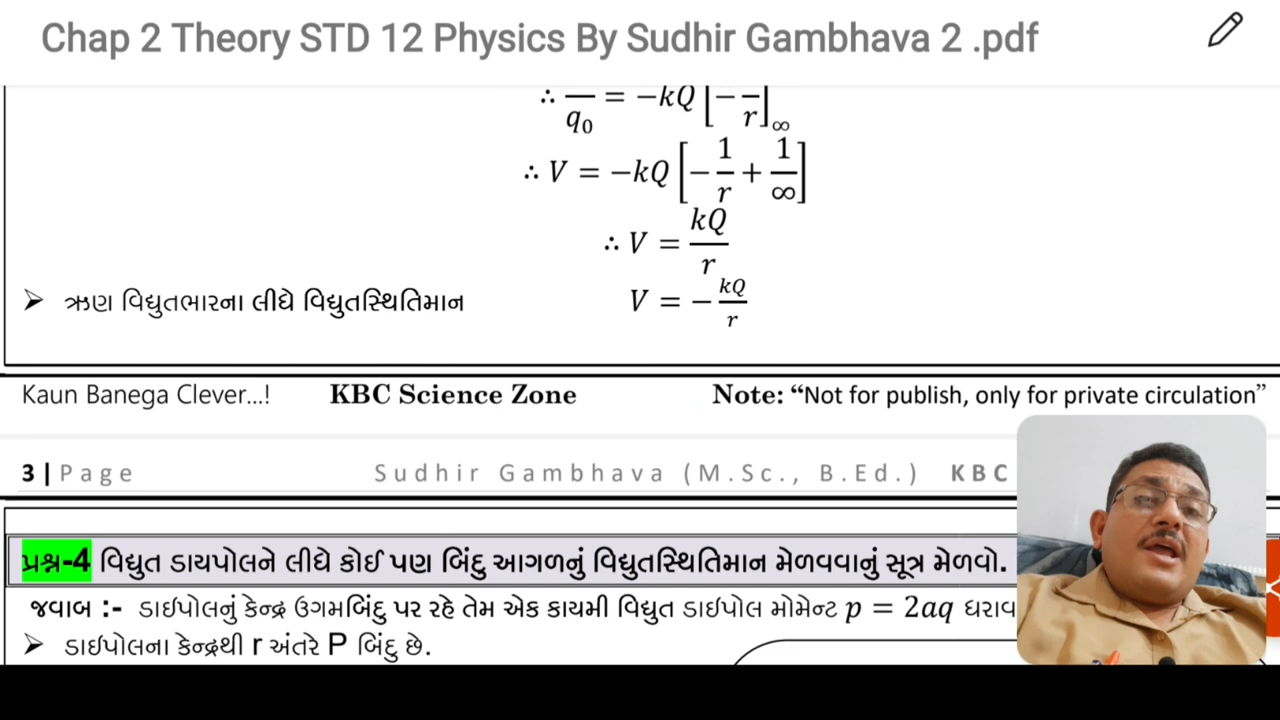 Chap 2 Theory STD 12 Physics By Sudhir Gambhava 2 .pdf
∴ — = −kQ [− —]
q₀ r ∞
∴ V = −kQ [− 1/r + 1/∞]
∴ V = kQ/r
➤ ઋણ વિદ્યુતભારના લીધે વિદ્યુતસ્થિતિમાન V = − kQ/r
Kaun Banega Clever...! KBC Science Zone Note: “Not for publish, only for private circulation”
3 | Page Sudhir Gambhava (M.Sc., B.Ed.) KBC
પ્રશ્ન-4 વિદ્યુત ડાયપોલને લીધે કોઈ પણ બિંદુ આગળનું વિદ્યુતસ્થિતિમાન મેળવવાનું સૂત્ર મેળવો.
જવાબ :- ડાઈપોલનું કેન્દ્ર ઉગમબિંદુ પર રહે તેમ એક કાયમી વિદ્યુત ડાઈપોલ મોમેન્ટ p = 2aq ધરાવ
➤ ડાઈપોલના કેન્દ્રથી r અંતરે P બિંદુ છે.